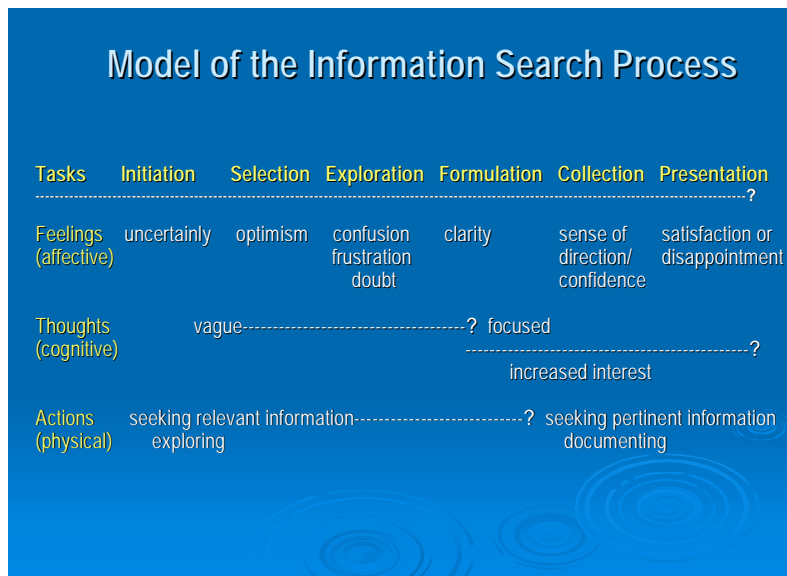 Model of the Information Search Process
Tasks Initiation Selection Exploration Formulation Collection Presentation
----------------------------------------------------------------------------------------------------------------------------------------?
Feelings uncertainly optimism confusion clarity sense of satisfaction or
(affective) frustration direction/ disappointment
doubt confidence
Thoughts vague-------------------------------------? focused
(cognitive) -----------------------------------------------?
increased interest
Actions seeking relevant information----------------------------? seeking pertinent information
(physical) exploring documenting